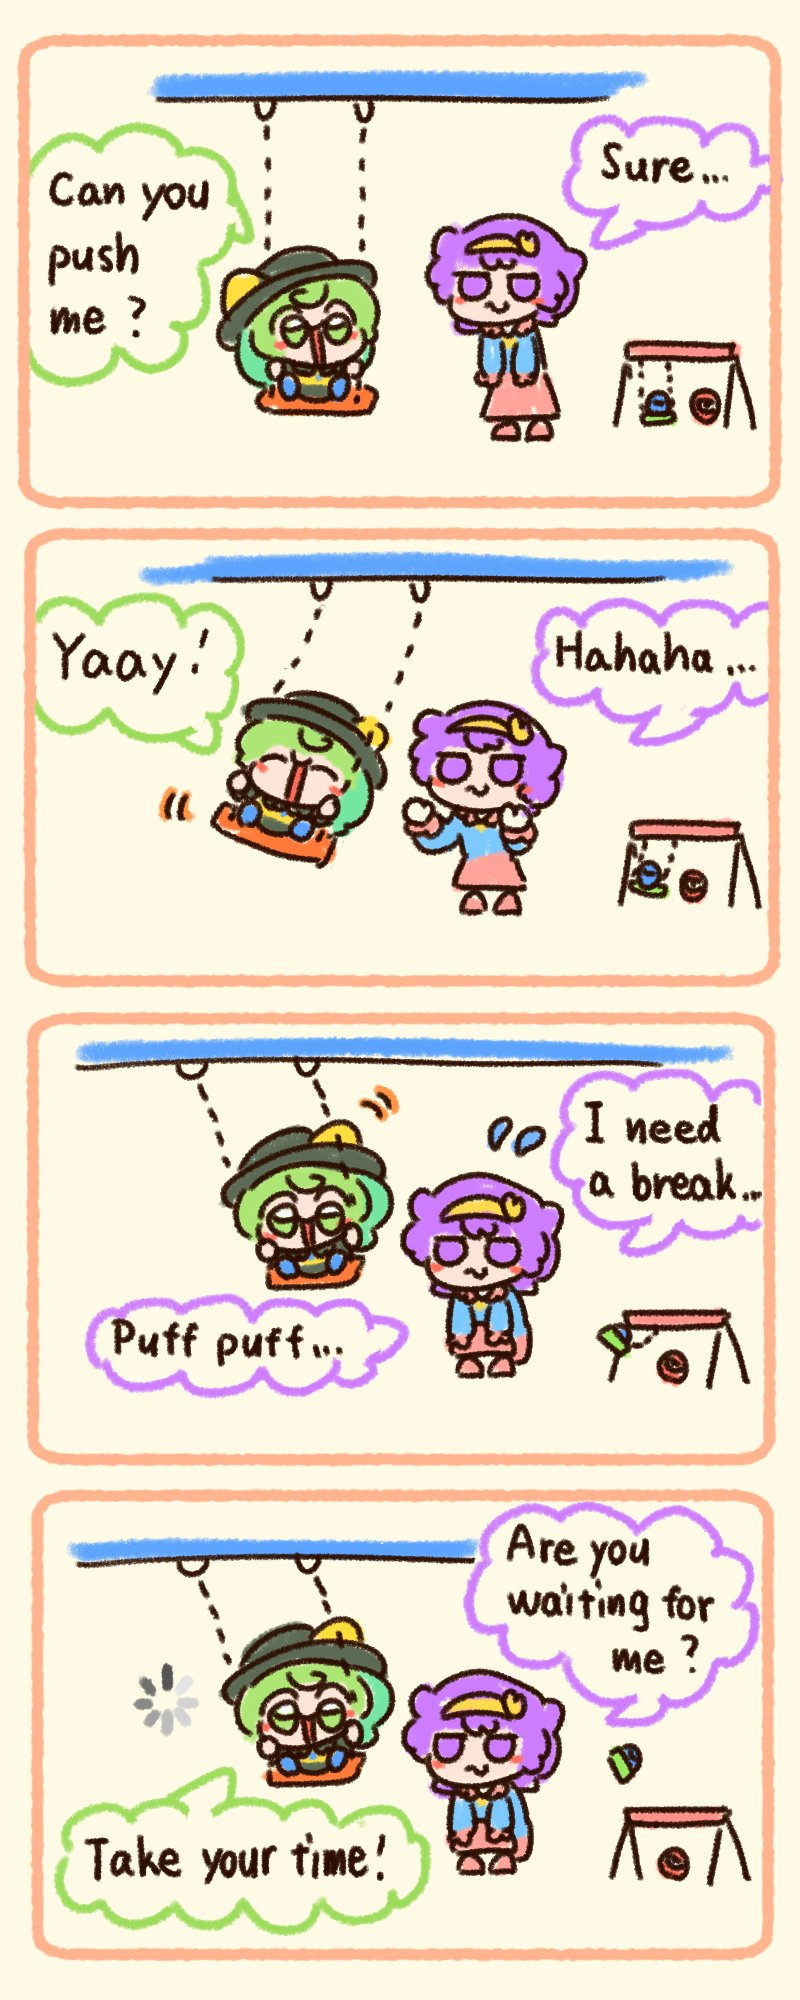 Can you
push
me ?
Sure...
Yaay!
Hahaha...
I need
a break...
Puff puff...
Are you
waiting for
me ?
Take your time!